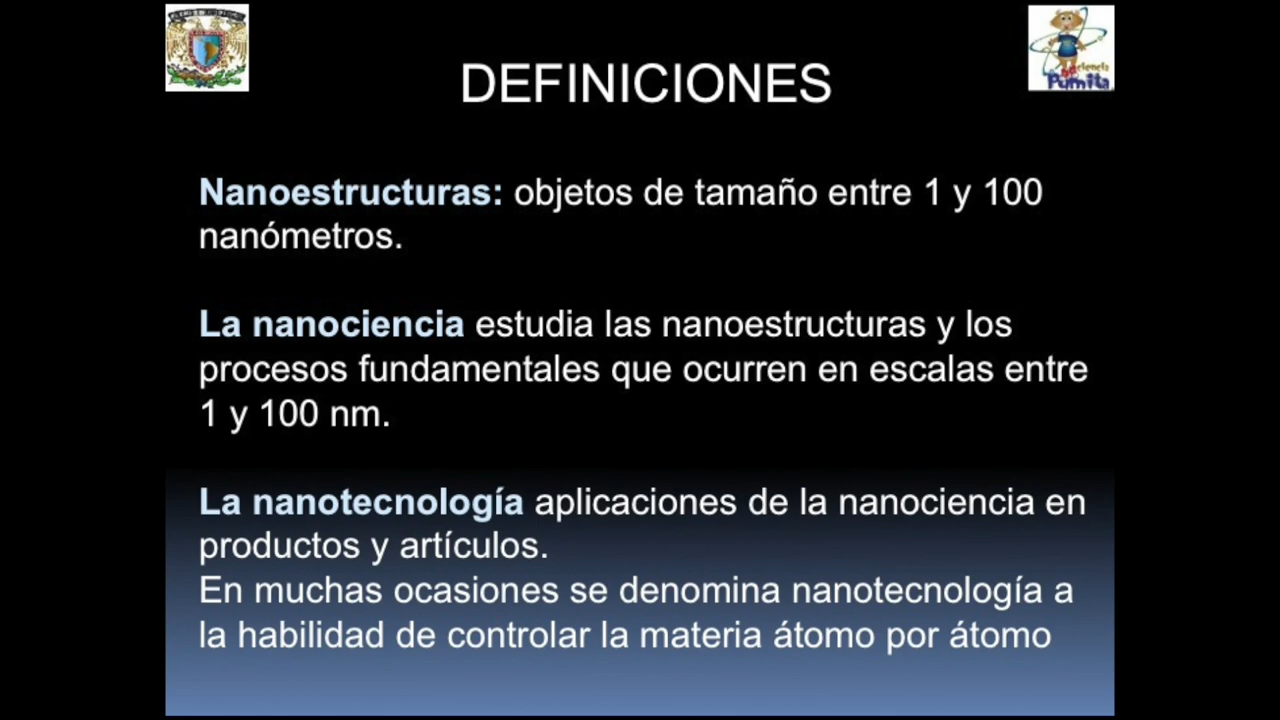 DEFINICIONES
ciencia
Pumita
Nanoestructuras: objetos de tamaño entre 1 y 100
nanómetros.
La nanociencia estudia las nanoestructuras y los
procesos fundamentales que ocurren en escalas entre
1 y 100 nm.
La nanotecnología aplicaciones de la nanociencia en
productos y artículos.
En muchas ocasiones se denomina nanotecnología a
la habilidad de controlar la materia átomo por átomo